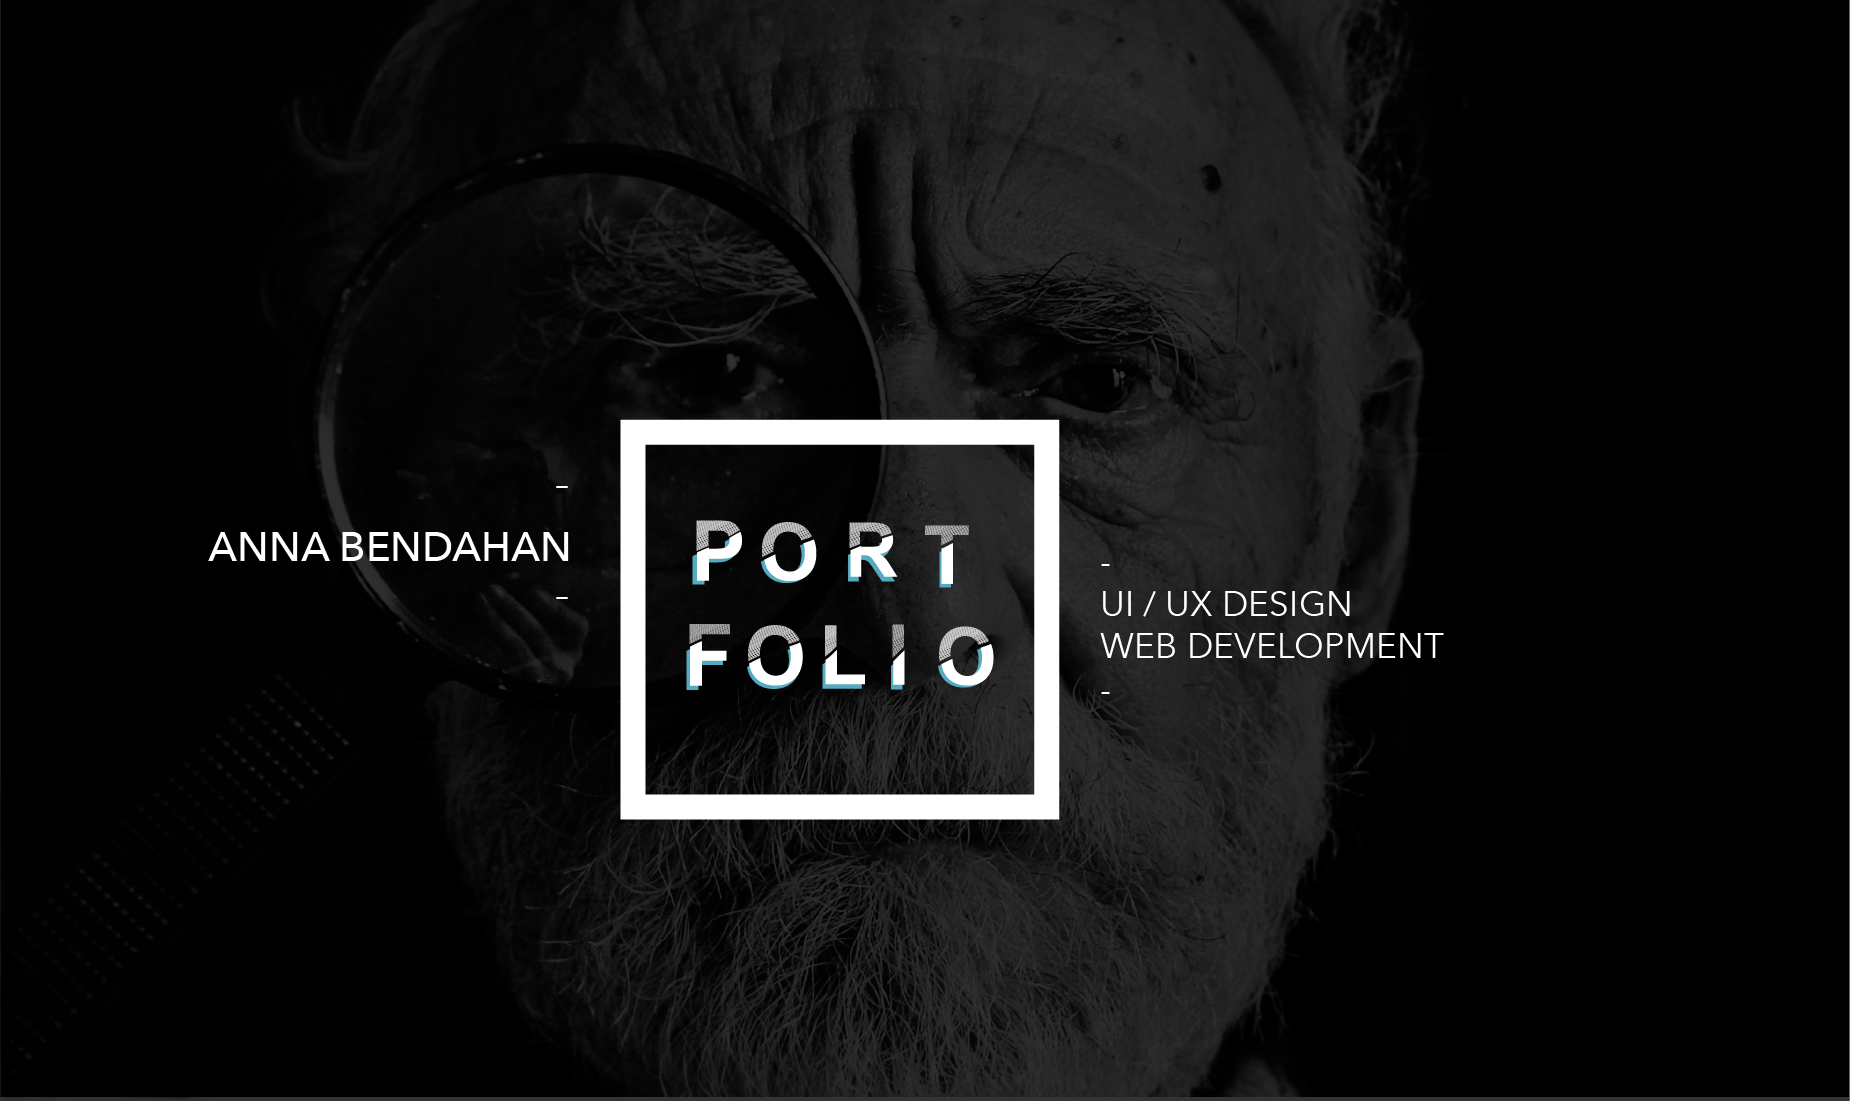 –
ANNA BENDAHAN
–
PORT
FOLIO
-
UI / UX DESIGN
WEB DEVELOPMENT
-